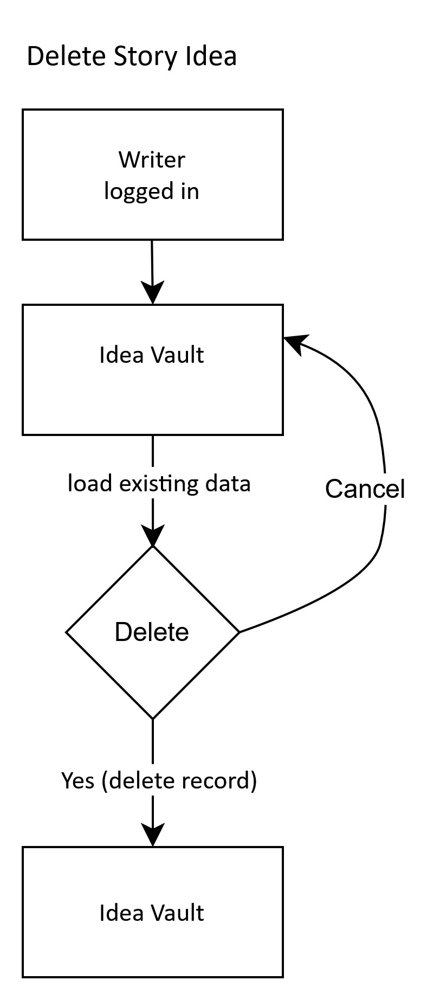 Delete Story Idea
Writer
logged in
Idea Vault
load existing data
Cancel
Delete
Yes (delete record)
Idea Vault